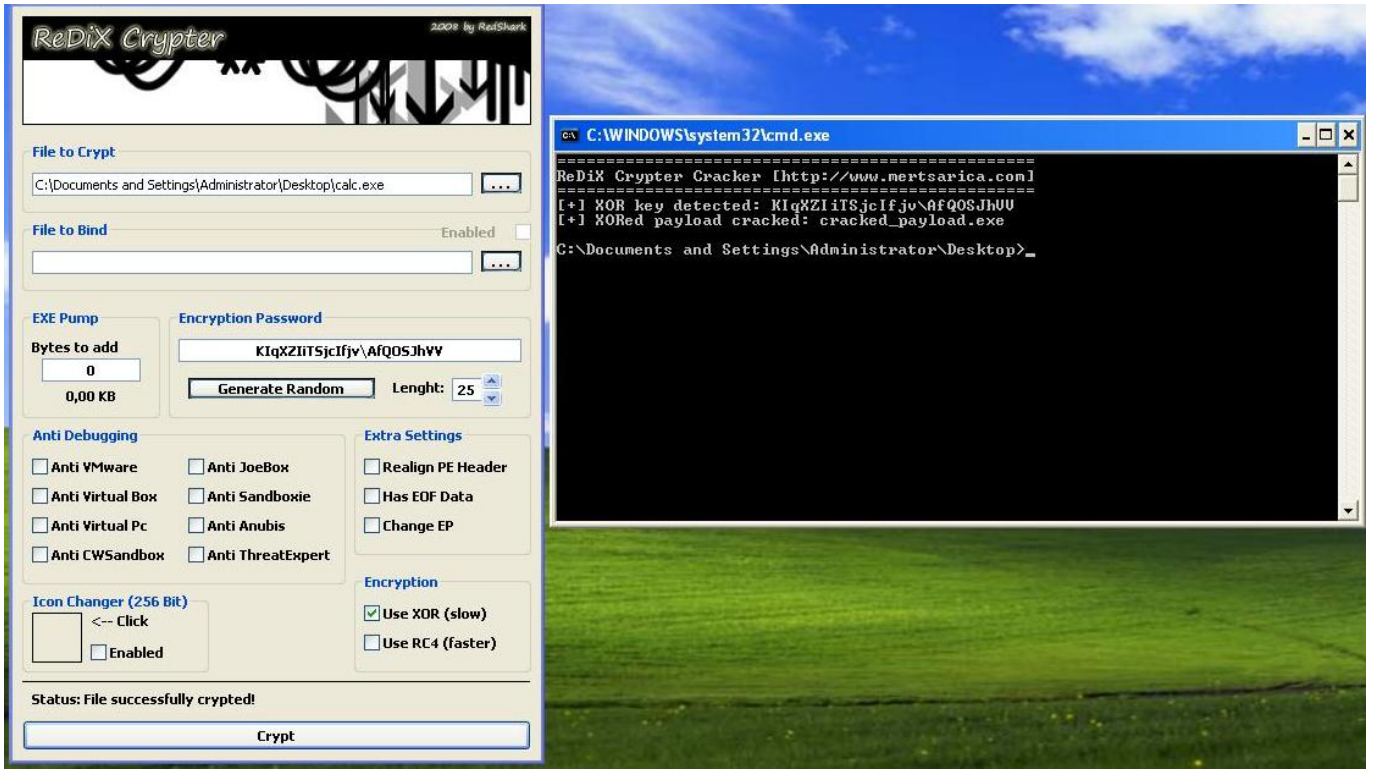 ReDiX Crypter
2008 by RedShark
File to Crypt
C:\Documents and Settings\Administrator\Desktop\calc.exe
...
File to Bind
Enabled
...
EXE Pump
Bytes to add
0
0,00 KB
Encryption Password
KIqXZIiTSjcIfjv\AfQOSJhVV
Generate Random
Lenght: 25
Anti Debugging
Anti VMware
Anti JoeBox
Anti Virtual Box
Anti Sandboxie
Anti Virtual Pc
Anti Anubis
Anti CWSandbox
Anti ThreatExpert
Extra Settings
Realign PE Header
Has EOF Data
Change EP
Icon Changer (256 Bit)
<-- Click
Enabled
Encryption
Use XOR (slow)
Use RC4 (faster)
Status: File successfully crypted!
Crypt
C:\WINDOWS\system32\cmd.exe
==================================================
ReDiX Crypter Cracker [http://www.mertsarica.com]
==================================================
[+] XOR key detected: KIqXZIiTSjcIfjv\AfQOSJhVV
[+] XORed payload cracked: cracked_payload.exe
C:\Documents and Settings\Administrator\Desktop>_